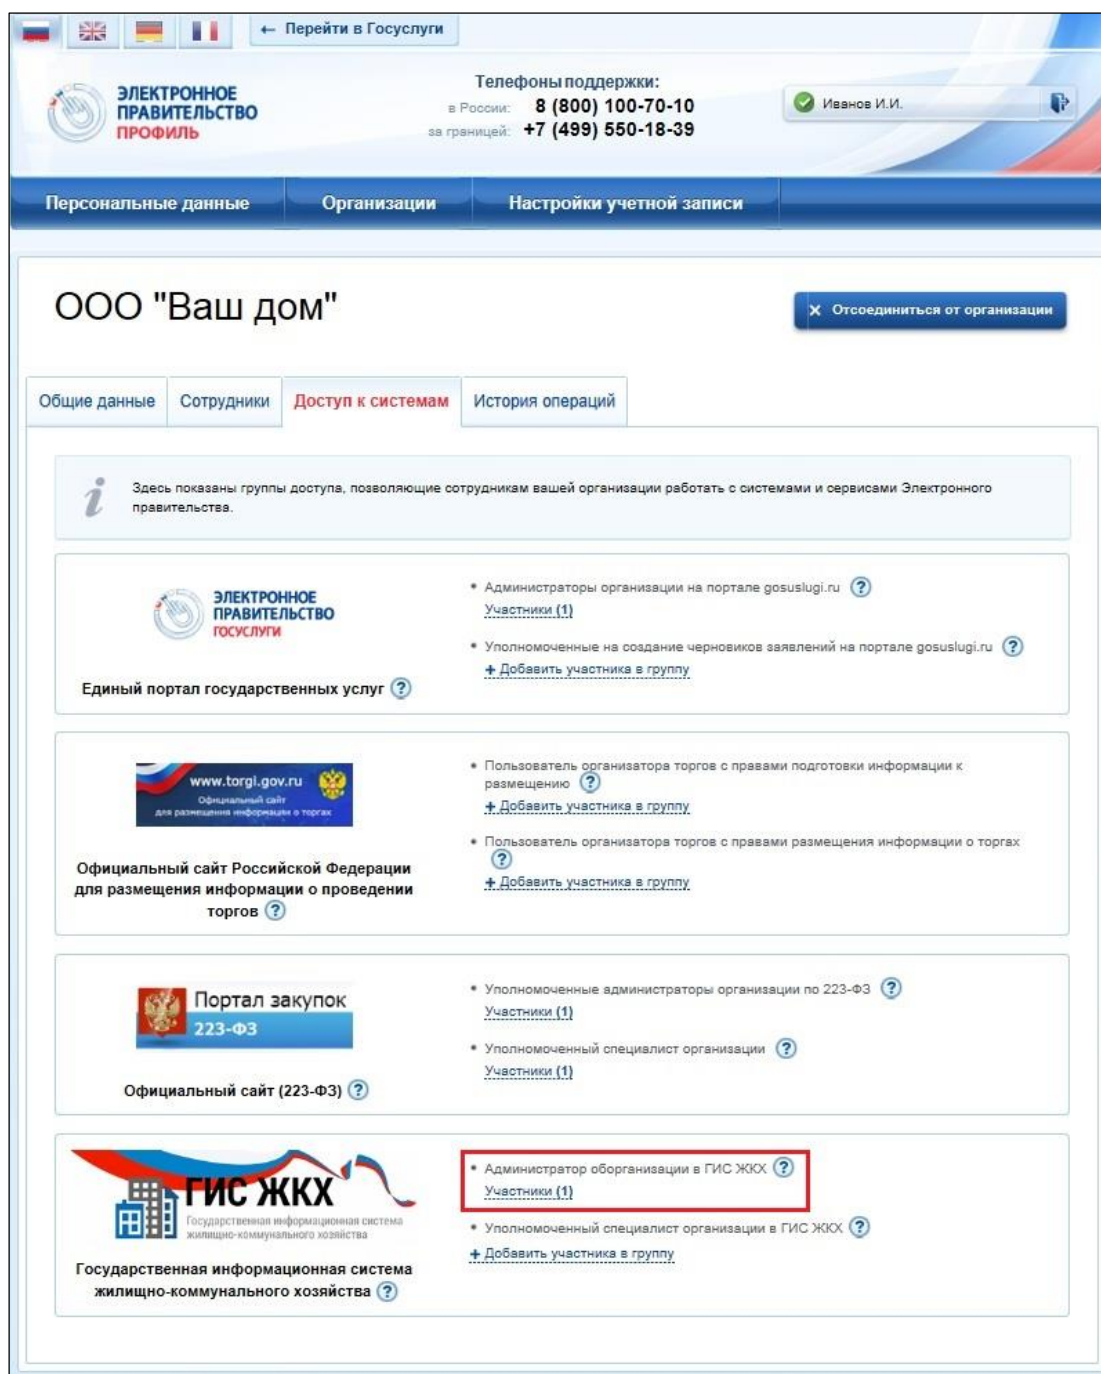 ← Перейти в Госуслуги
ЭЛЕКТРОННОЕ
ПРАВИТЕЛЬСТВО
ПРОФИЛЬ
Телефоны поддержки:
в России: 8 (800) 100-70-10
за границей: +7 (499) 550-18-39
Иванов И.И.
Персональные данные Организации Настройки учетной записи
ООО "Ваш дом"
X Отсоединиться от организации
Общие данные Сотрудники Доступ к системам История операций
i
Здесь показаны группы доступа, позволяющие сотрудникам вашей организации работать с системами и сервисами Электронного
правительства.
ЭЛЕКТРОННОЕ
ПРАВИТЕЛЬСТВО
ГОСУСЛУГИ
Единый портал государственных услуг ?
• Администраторы организации на портале gosuslugi.ru ?
Участники (1)
• Уполномоченные на создание черновиков заявлений на портале gosuslugi.ru ?
+ Добавить участника в группу
www.torgi.gov.ru
Официальный сайт
для размещения информации о торгах
Официальный сайт Российской Федерации
для размещения информации о проведении
торгов ?
• Пользователь организатора торгов с правами подготовки информации к
размещению ?
+ Добавить участника в группу
• Пользователь организатора торгов с правами размещения информации о торгах
?
+ Добавить участника в группу
Портал закупок
223-ФЗ
Официальный сайт (223-ФЗ) ?
• Уполномоченные администраторы организации по 223-ФЗ ?
Участники (1)
• Уполномоченный специалист организации ?
Участники (1)
ГИС ЖКХ
Государственная информационная система
жилищно-коммунального хозяйства
Государственная информационная система
жилищно-коммунального хозяйства ?
• Администратор оборганизации в ГИС ЖКХ ?
Участники (1)
• Уполномоченный специалист организации в ГИС ЖКХ ?
+ Добавить участника в группу